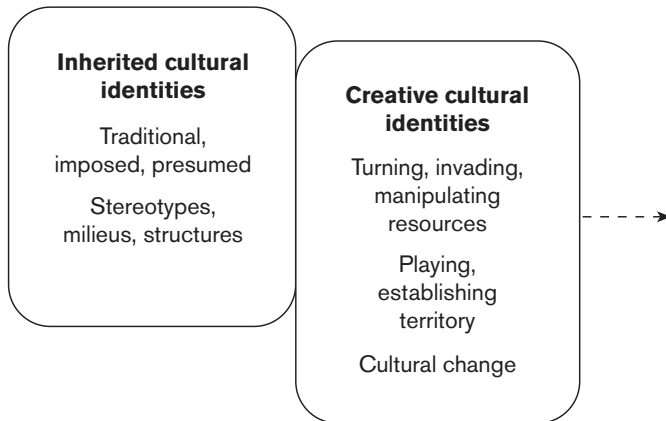 Inherited cultural
identities
Traditional,
imposed, presumed
Stereotypes,
milieus, structures
Creative cultural
identities
Turning, invading,
manipulating
resources
Playing,
establishing
territory
Cultural change